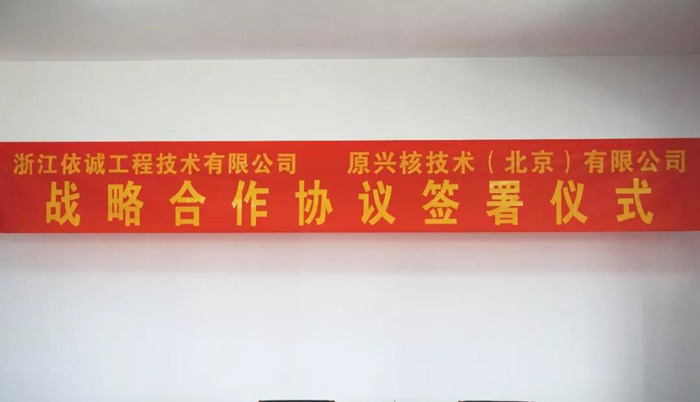 浙江依诚工程技术有限公司 原兴核技术（北京）有限公司
战略合作协议签署仪式